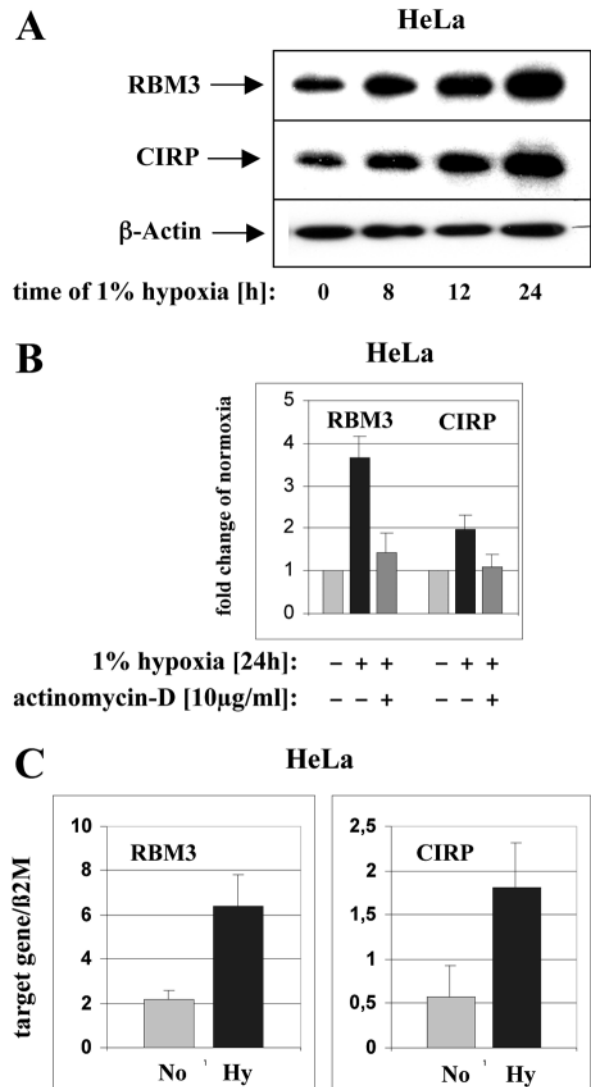 A
HeLa
RBM3
CIRP
β-Actin
time of 1% hypoxia [h]: 0 8 12 24
B
HeLa
fold change of normoxia
5
4
3
2
1
0
RBM3 CIRP
1% hypoxia [24h]: – + + – + +
actinomycin-D [10µg/ml]: – – + – – +
C
HeLa
target gene/ß2M
10
8
6
4
2
0
RBM3
No ' Hy
2,5
2
1,5
1
0,5
0
CIRP
No ' Hy